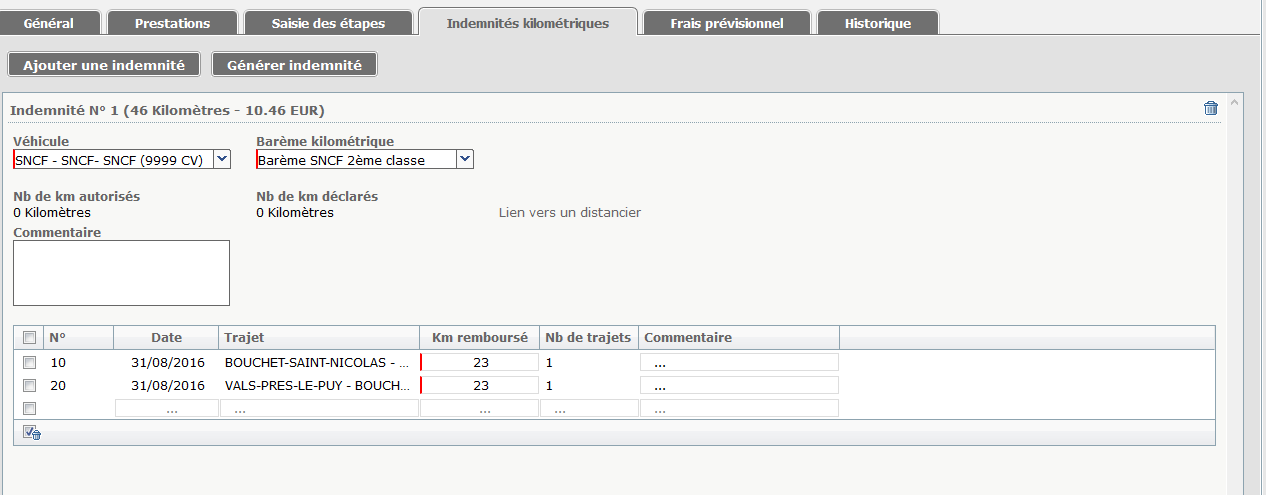 Général Prestations Saisie des étapes Indemnités kilométriques Frais prévisionnel Historique
Ajouter une indemnité Générer indemnité
Indemnité N° 1 (46 Kilomètres - 10.46 EUR)
Véhicule Barème kilométrique
SNCF - SNCF- SNCF (9999 CV) Barème SNCF 2ème classe
Nb de km autorisés Nb de km déclarés
0 Kilomètres 0 Kilomètres Lien vers un distancier
Commentaire
N° Date Trajet Km remboursé Nb de trajets Commentaire
10 31/08/2016 BOUCHET-SAINT-NICOLAS - ... 23 1 ...
20 31/08/2016 VALS-PRES-LE-PUY - BOUCH... 23 1 ...
... ... ... ... ...